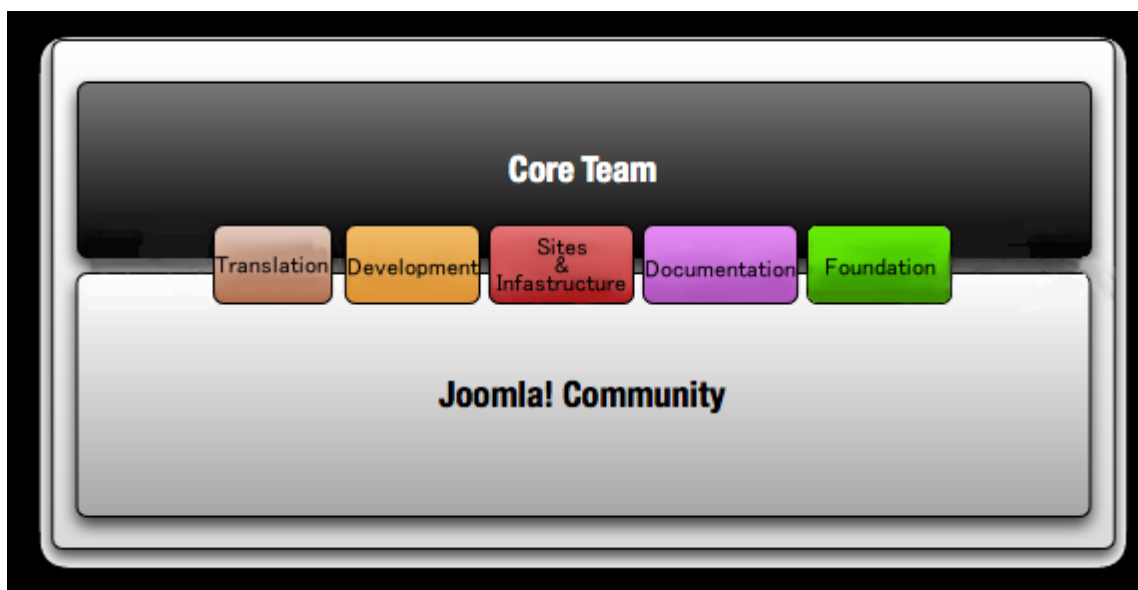 Core Team
Translation
Development
Sites
&
Infastructure
Documentation
Foundation
Joomla! Community